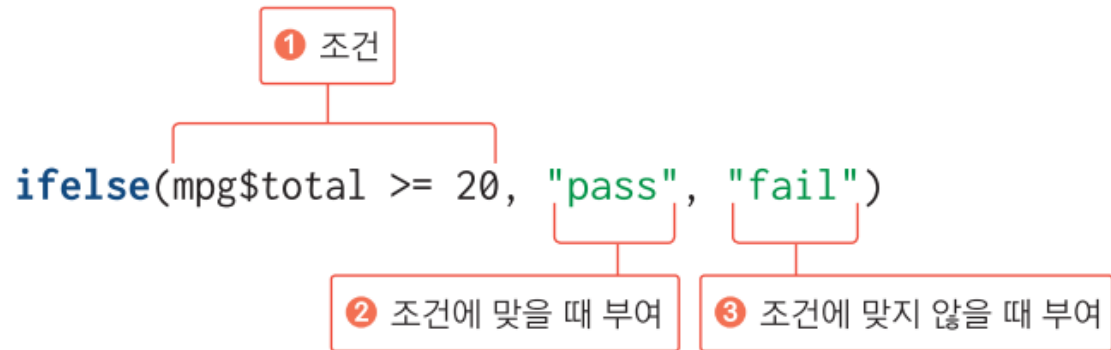 ❶ 조건
ifelse(mpg$total >= 20, "pass", "fail")
❷ 조건에 맞을 때 부여
❸ 조건에 맞지 않을 때 부여